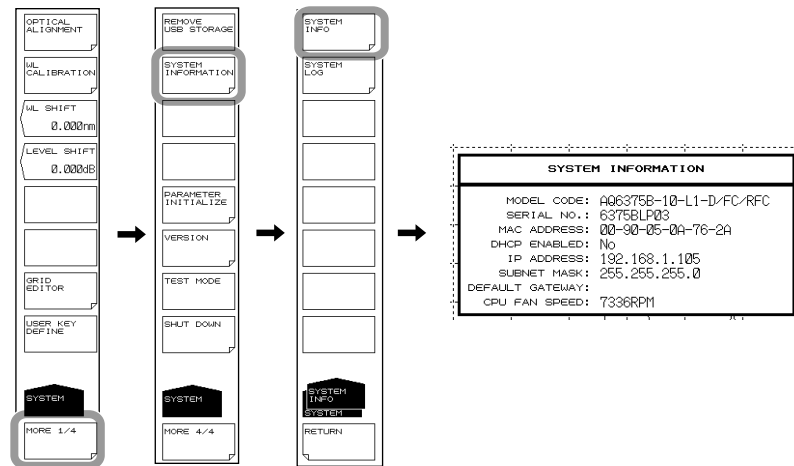 OPTICAL
ALIGNMENT
WL
CALIBRATION
WL SHIFT
0.000nm
LEVEL SHIFT
0.000dB
GRID
EDITOR
USER KEY
DEFINE
SYSTEM
MORE 1/4
REMOVE
USB STORAGE
SYSTEM
INFORMATION
PARAMETER
INITIALIZE
VERSION
TEST MODE
SHUT DOWN
SYSTEM
MORE 4/4
SYSTEM
INFO
SYSTEM
LOG
SYSTEM
INFO
SYSTEM
RETURN
SYSTEM INFORMATION
MODEL CODE: AQ6375B-10-L1-D/FC/RFC
SERIAL NO.: 6375BLP03
MAC ADDRESS: 00-90-05-0A-76-2A
DHCP ENABLED: No
IP ADDRESS: 192.168.1.105
SUBNET MASK: 255.255.255.0
DEFAULT GATEWAY:
CPU FAN SPEED: 7336RPM